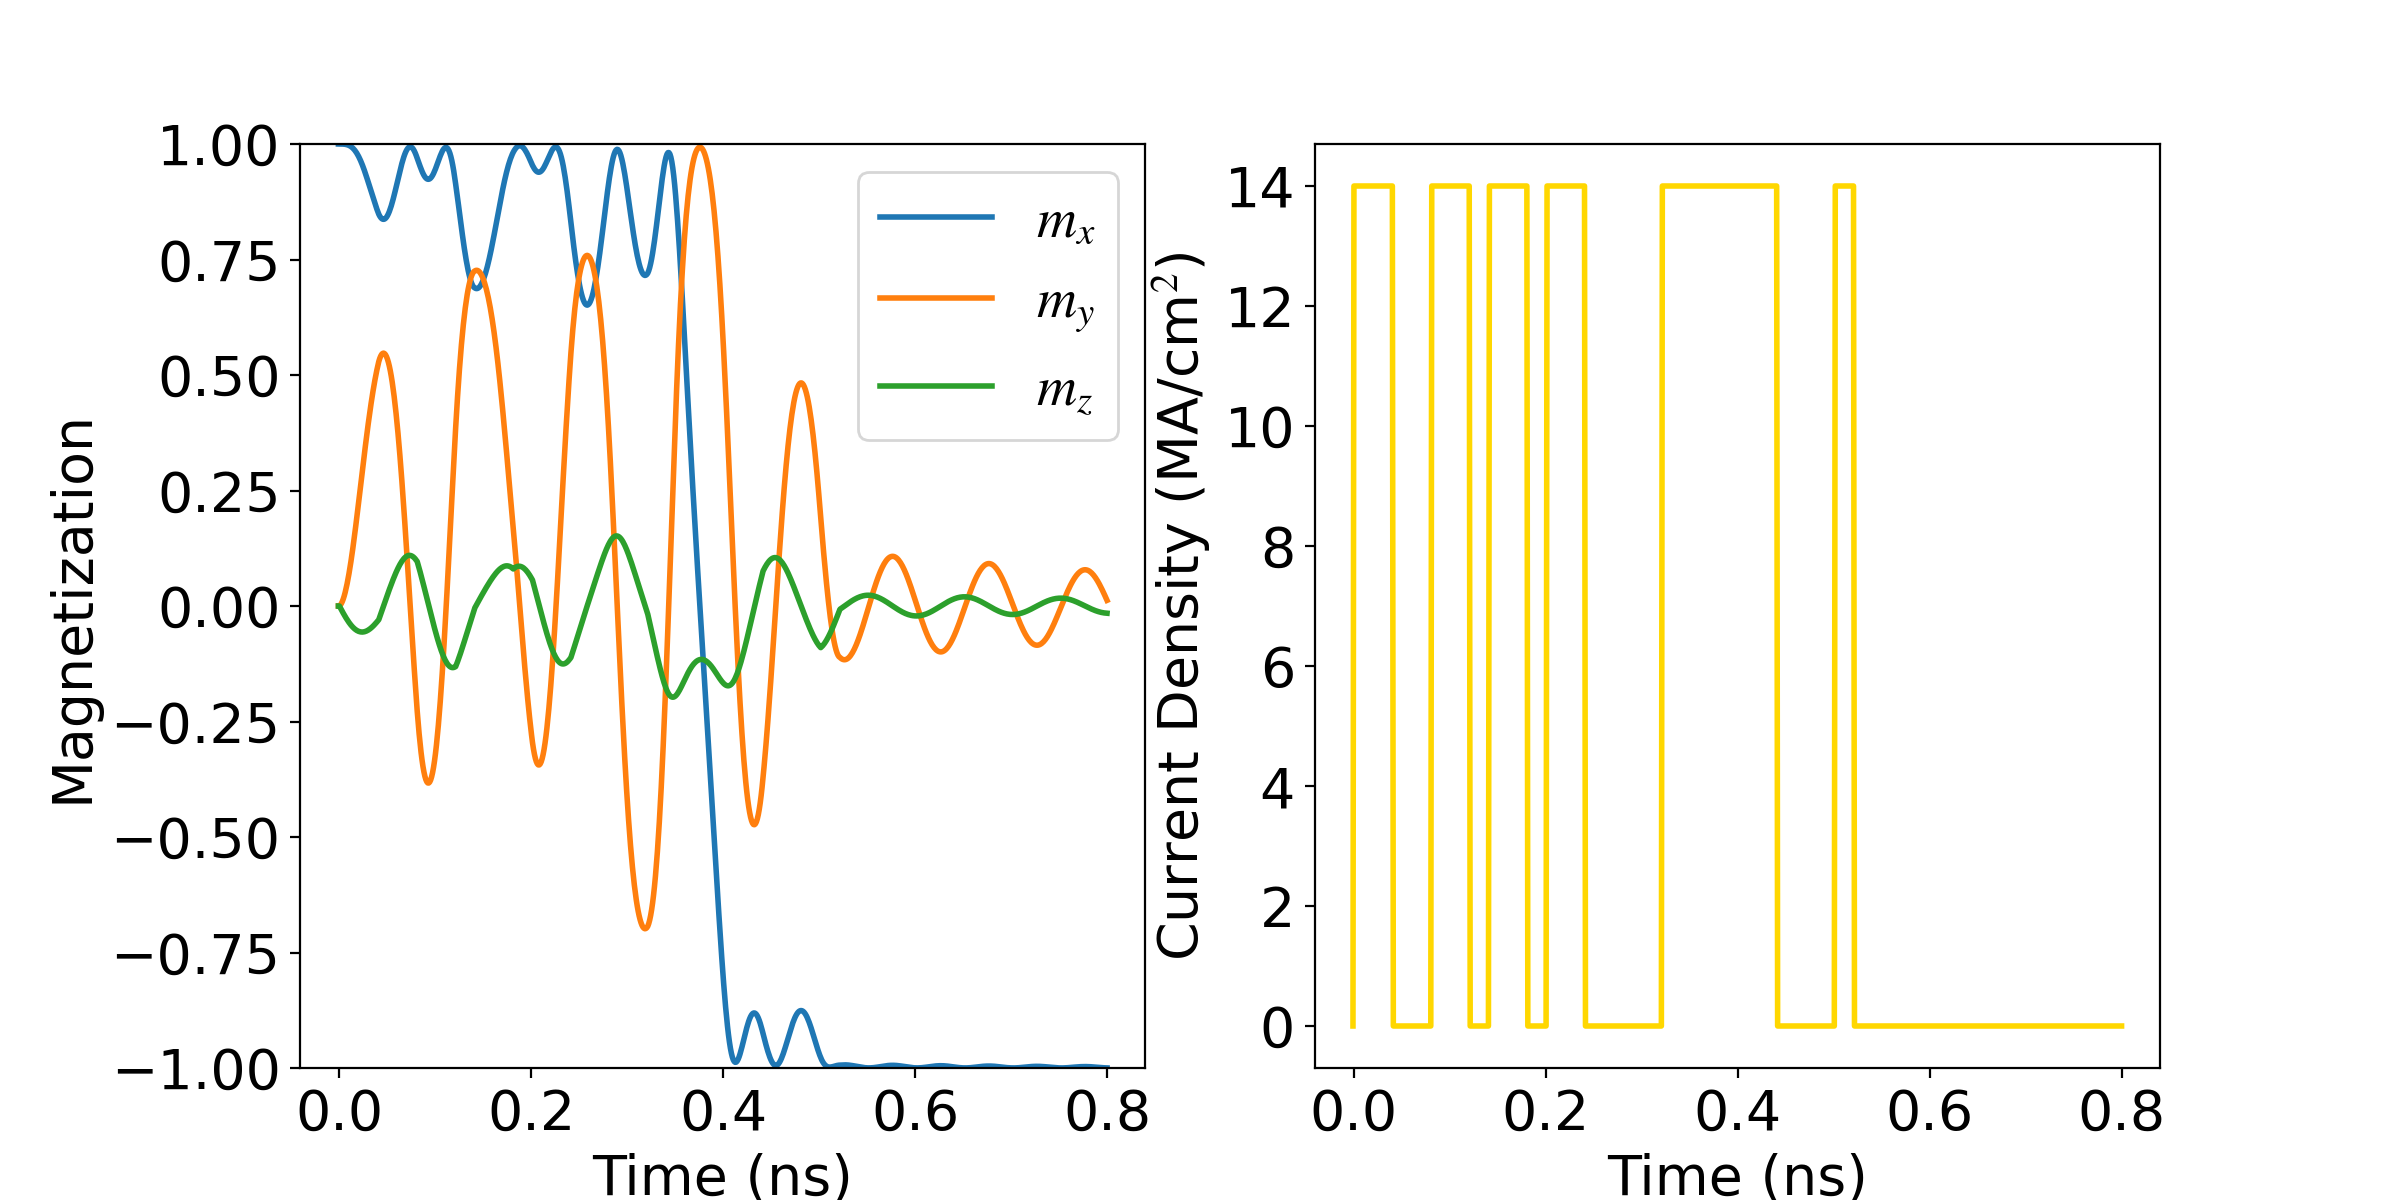 1.00
0.75
0.50
0.25
0.00
−0.25
−0.50
−0.75
−1.00
Magnetization
0.0 0.2 0.4 0.6 0.8
Time (ns)
m_x
m_y
m_z
14
12
10
8
6
4
2
0
Current Density (MA/cm²)
0.0 0.2 0.4 0.6 0.8
Time (ns)